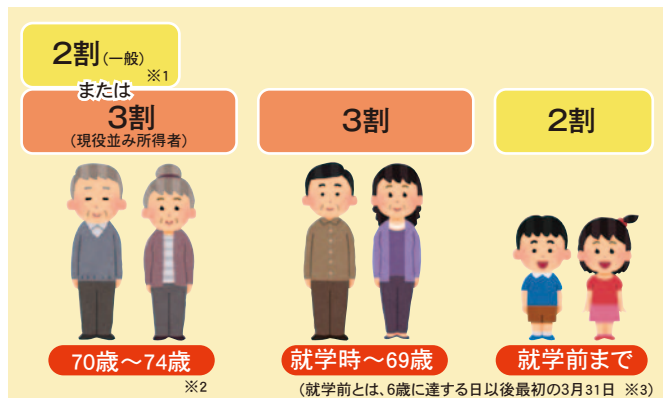 2割(一般)
※1
または
3割
(現役並み所得者)
3割
2割
70歳～74歳
※2
就学時～69歳
就学前まで
(就学前とは、6歳に達する日以後最初の3月31日 ※3)